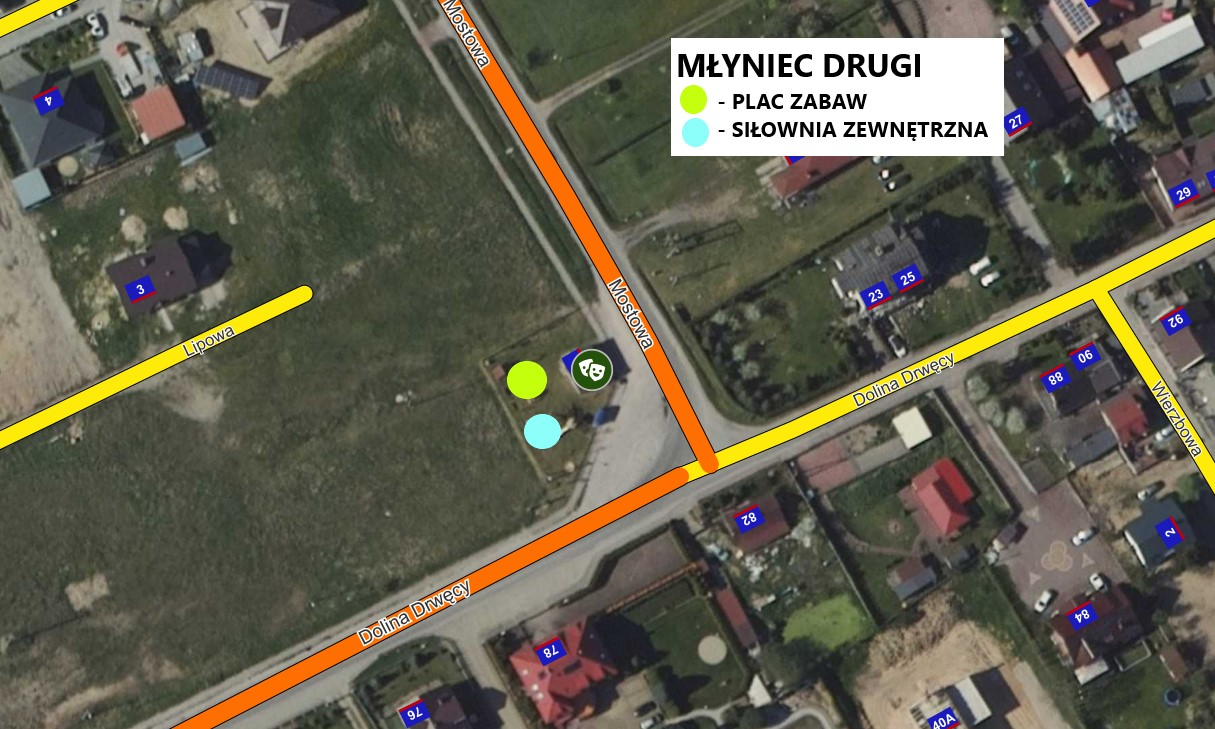 Mostowa
MŁYNIEC DRUGI
- PLAC ZABAW
- SIŁOWNIA ZEWNĘTRZNA
4
27
29
3
Lipowa
Mostowa
23
25
92
Dolina Drwęcy
90
88
Wierzbowa
82
2
Dolina Drwęcy
84
78
76
40A